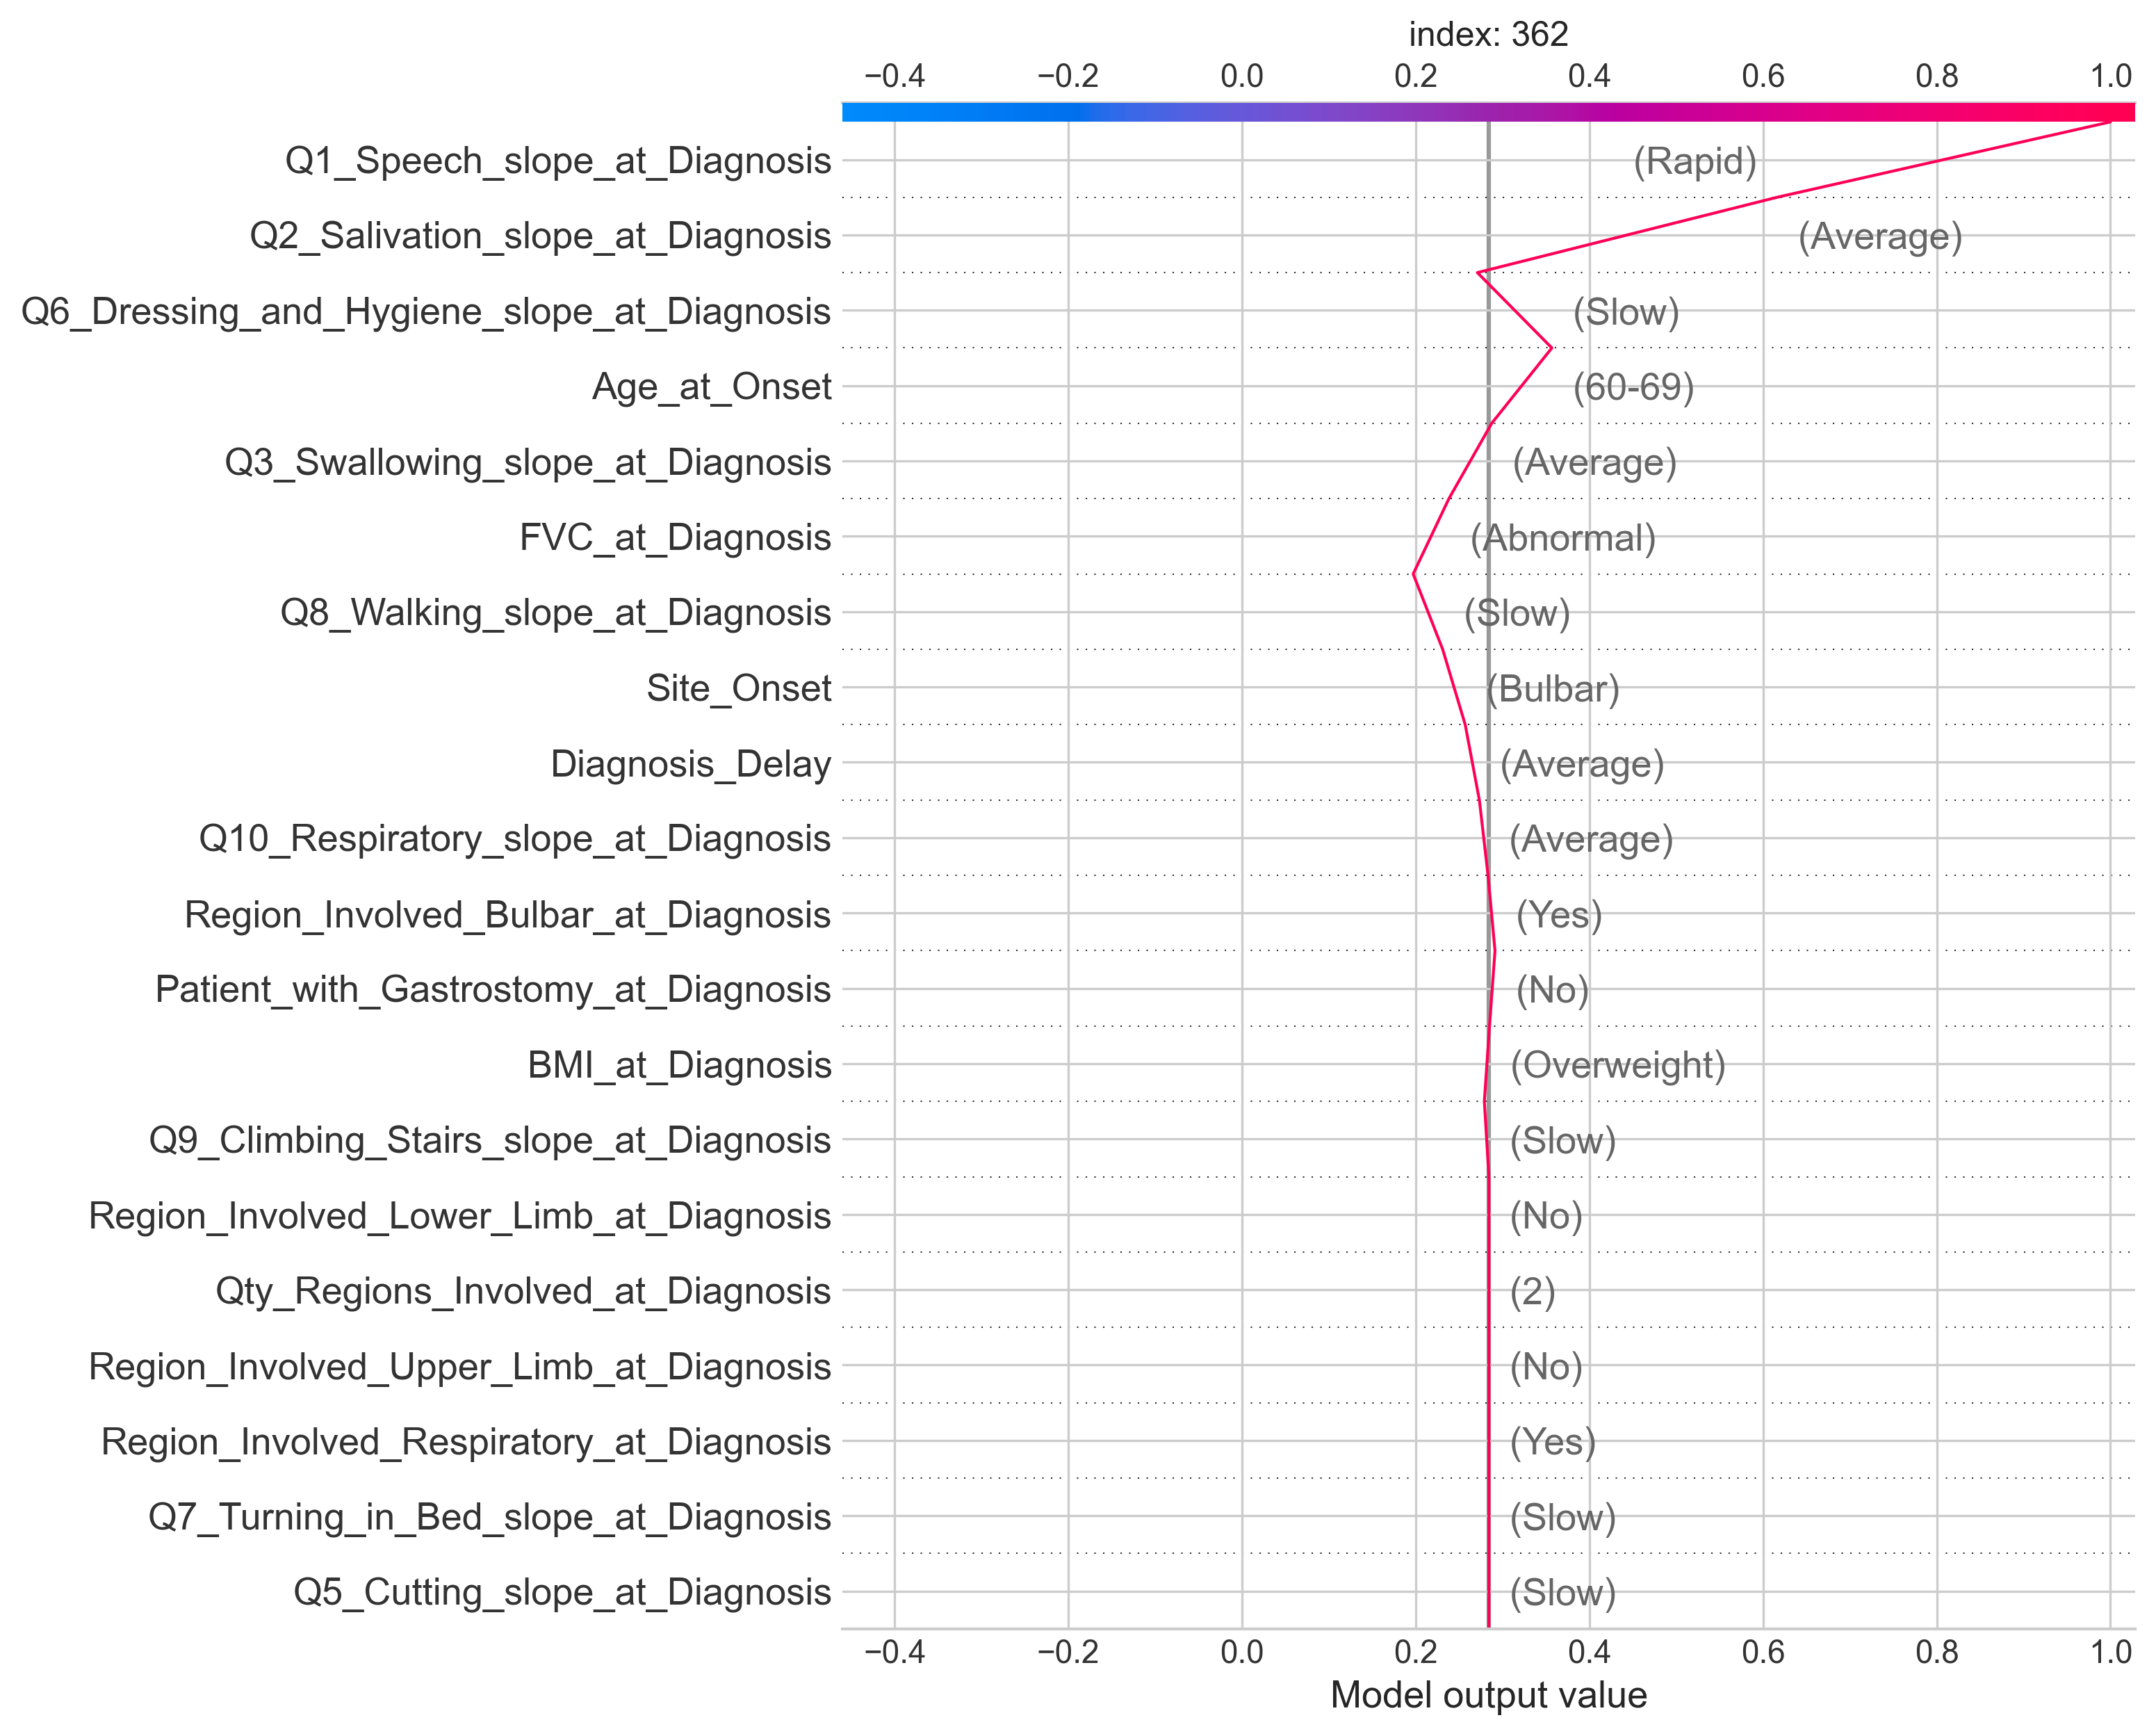 index: 362
−0.4 −0.2 0.0 0.2 0.4 0.6 0.8 1.0
Q1_Speech_slope_at_Diagnosis (Rapid)
Q2_Salivation_slope_at_Diagnosis (Average)
Q6_Dressing_and_Hygiene_slope_at_Diagnosis (Slow)
Age_at_Onset (60-69)
Q3_Swallowing_slope_at_Diagnosis (Average)
FVC_at_Diagnosis (Abnormal)
Q8_Walking_slope_at_Diagnosis (Slow)
Site_Onset (Bulbar)
Diagnosis_Delay (Average)
Q10_Respiratory_slope_at_Diagnosis (Average)
Region_Involved_Bulbar_at_Diagnosis (Yes)
Patient_with_Gastrostomy_at_Diagnosis (No)
BMI_at_Diagnosis (Overweight)
Q9_Climbing_Stairs_slope_at_Diagnosis (Slow)
Region_Involved_Lower_Limb_at_Diagnosis (No)
Qty_Regions_Involved_at_Diagnosis (2)
Region_Involved_Upper_Limb_at_Diagnosis (No)
Region_Involved_Respiratory_at_Diagnosis (Yes)
Q7_Turning_in_Bed_slope_at_Diagnosis (Slow)
Q5_Cutting_slope_at_Diagnosis (Slow)
−0.4 −0.2 0.0 0.2 0.4 0.6 0.8 1.0
Model output value